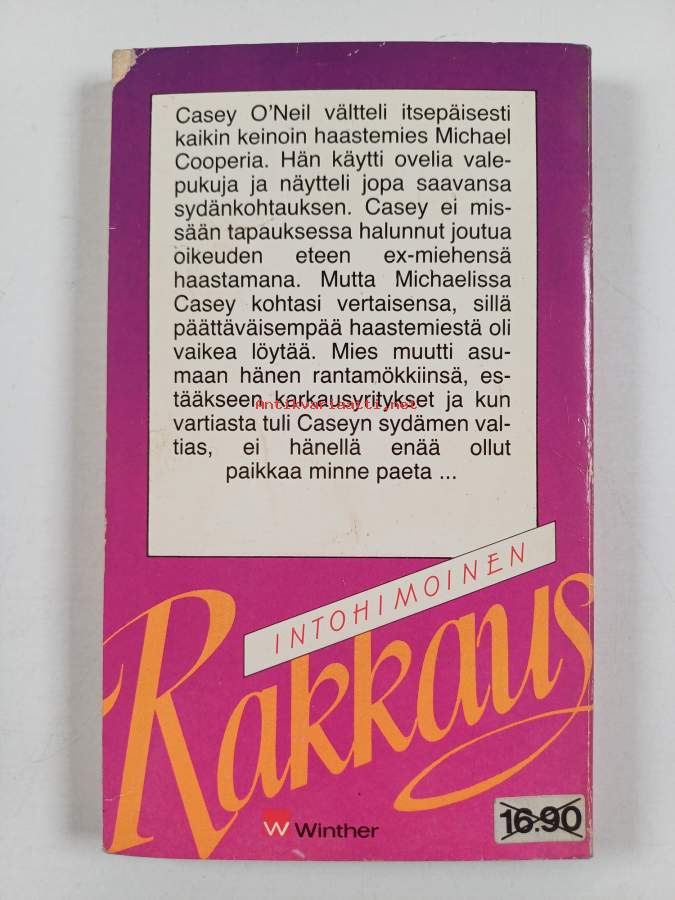 Casey O'Neil vältteli itsepäisesti
kaikin keinoin haastemies Michael
Cooperia. Hän käytti ovelia vale-
pukuja ja näytteli jopa saavansa
sydänkohtauksen. Casey ei mis-
sään tapauksessa halunnut joutua
oikeuden eteen ex-miehensä
haastamana. Mutta Michaelissa
Casey kohtasi vertaisensa, sillä
päättäväisempää haastemiestä oli
vaikea löytää. Mies muutti asu-
maan hänen rantamökkiinsä, es-
tääkseen karkausyritykset ja kun
Antikvariaatti.net
vartiasta tuli Caseyn sydämen val-
tias, ei hänellä enää ollut
paikkaa minne paeta ...
INTOHIMOINEN
Rakkaus
W Winther
16.90